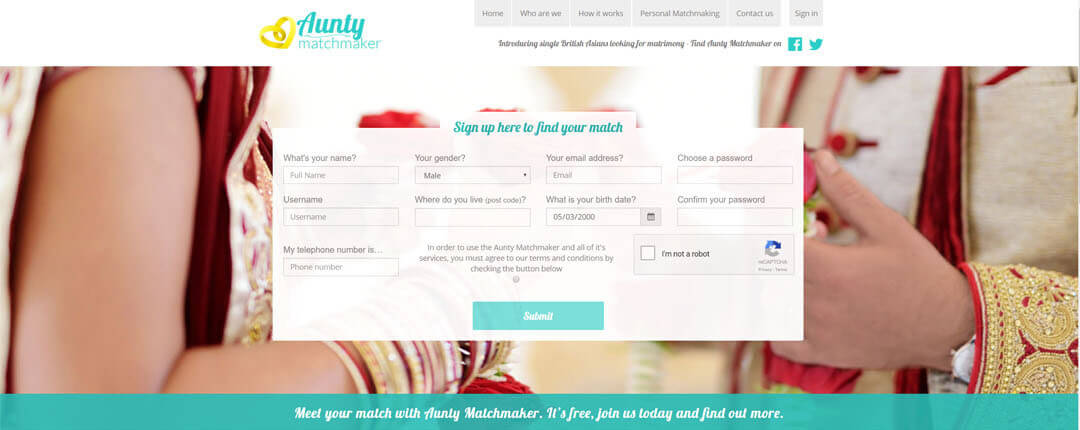 Aunty
matchmaker
Home Who are we How it works Personal Matchmaking Contact us Sign in
Introducing single British Asians looking for matrimony - Find Aunty Matchmaker on
Sign up here to find your match
What's your name? Your gender? Your email address? Choose a password
Full Name Male Email
Username Where do you live (post code)? What is your birth date? Confirm your password
Username 05/03/2000
My telephone number is...
Phone number
In order to use the Aunty Matchmaker and all of it's
services, you must agree to our terms and conditions by
checking the button below
I'm not a robot
reCAPTCHA
Privacy - Terms
Submit
Meet your match with Aunty Matchmaker. It's free, join us today and find out more.